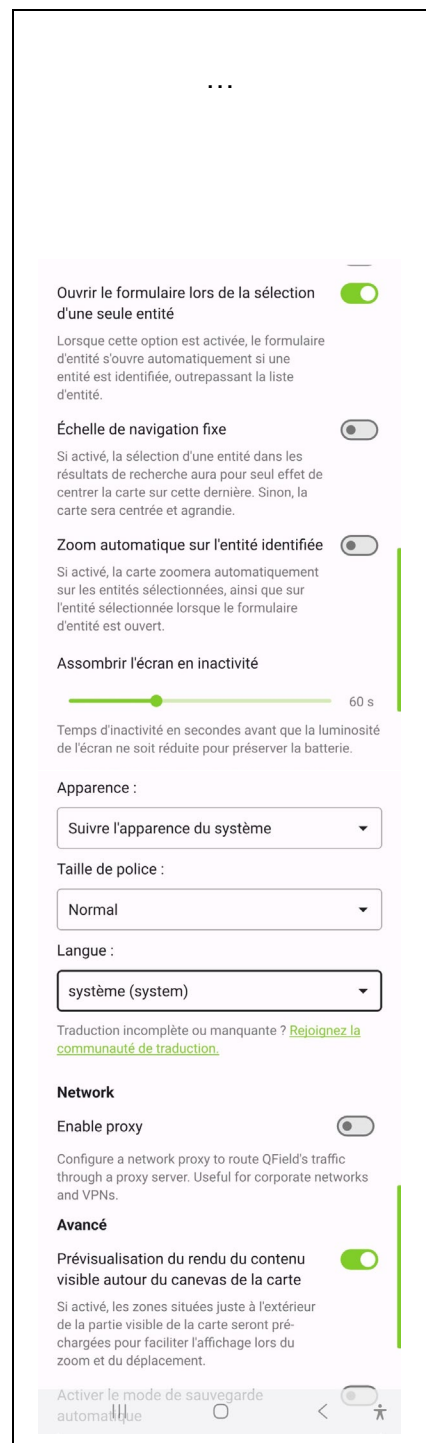 ...
Ouvrir le formulaire lors de la sélection
d'une seule entité
Lorsque cette option est activée, le formulaire
d'entité s'ouvre automatiquement si une
entité est identifiée, outrepassant la liste
d'entité.
Échelle de navigation fixe
Si activé, la sélection d'une entité dans les
résultats de recherche aura pour seul effet de
centrer la carte sur cette dernière. Sinon, la
carte sera centrée et agrandie.
Zoom automatique sur l'entité identifiée
Si activé, la carte zoomera automatiquement
sur les entités sélectionnées, ainsi que sur
l'entité sélectionnée lorsque le formulaire
d'entité est ouvert.
Assombrir l'écran en inactivité
60 s
Temps d'inactivité en secondes avant que la luminosité
de l'écran ne soit réduite pour préserver la batterie.
Apparence :
Suivre l'apparence du système
Taille de police :
Normal
Langue :
système (system)
Traduction incomplète ou manquante ? Rejoignez la
communauté de traduction.
Network
Enable proxy
Configure a network proxy to route QField's traffic
through a proxy server. Useful for corporate networks
and VPNs.
Avancé
Prévisualisation du rendu du contenu
visible autour du canevas de la carte
Si activé, les zones situées juste à l'extérieur
de la partie visible de la carte seront pré-
chargées pour faciliter l'affichage lors du
zoom et du déplacement.
Activer le mode de sauvegarde
automatique